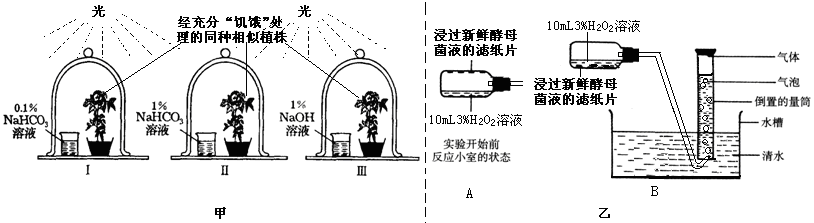 光
经充分“饥饿”处
理的同种相似植株
光
0.1%
NaHCO₃
溶液
Ⅰ
1%
NaHCO₃
溶液
Ⅱ
1%
NaOH
溶液
Ⅲ
甲
浸过新鲜酵母
菌液的滤纸片
10mL3%H₂O₂溶液
实验开始前
反应小室的状态
A
10mL3%H₂O₂溶液
浸过新鲜酵母
菌液的滤纸片
气体
气泡
倒置的量筒
水槽
清水
B
乙